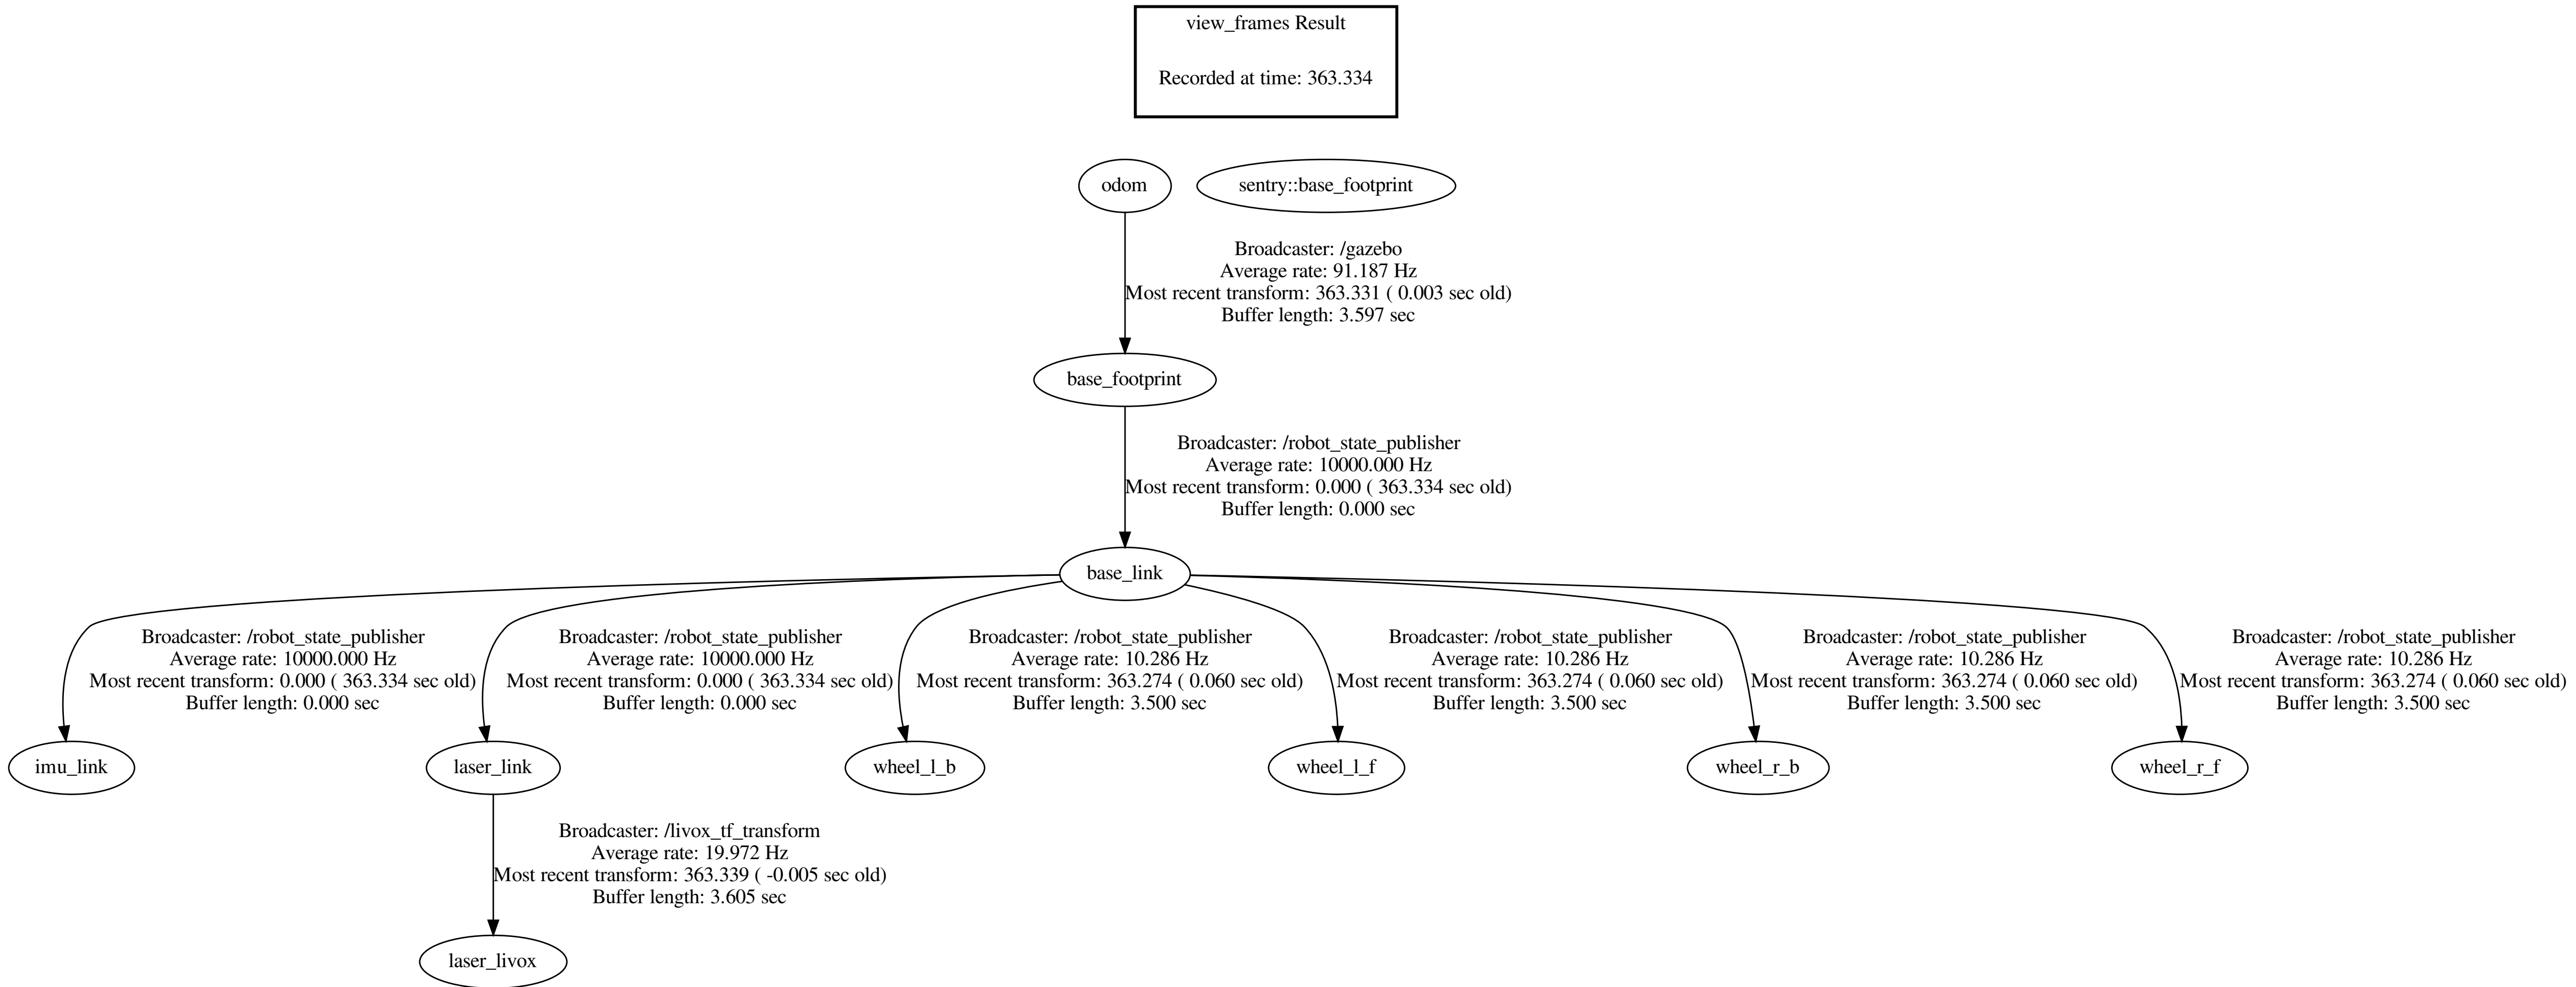 view_frames Result
Recorded at time: 363.334
odom
sentry::base_footprint
Broadcaster: /gazebo
Average rate: 91.187 Hz
Most recent transform: 363.331 ( 0.003 sec old)
Buffer length: 3.597 sec
base_footprint
Broadcaster: /robot_state_publisher
Average rate: 10000.000 Hz
Most recent transform: 0.000 ( 363.334 sec old)
Buffer length: 0.000 sec
base_link
Broadcaster: /robot_state_publisher
Average rate: 10000.000 Hz
Most recent transform: 0.000 ( 363.334 sec old)
Buffer length: 0.000 sec
Broadcaster: /robot_state_publisher
Average rate: 10000.000 Hz
Most recent transform: 0.000 ( 363.334 sec old)
Buffer length: 0.000 sec
Broadcaster: /robot_state_publisher
Average rate: 10.286 Hz
Most recent transform: 363.274 ( 0.060 sec old)
Buffer length: 3.500 sec
Broadcaster: /robot_state_publisher
Average rate: 10.286 Hz
Most recent transform: 363.274 ( 0.060 sec old)
Buffer length: 3.500 sec
Broadcaster: /robot_state_publisher
Average rate: 10.286 Hz
Most recent transform: 363.274 ( 0.060 sec old)
Buffer length: 3.500 sec
Broadcaster: /robot_state_publisher
Average rate: 10.286 Hz
Most recent transform: 363.274 ( 0.060 sec old)
Buffer length: 3.500 sec
imu_link
laser_link
wheel_l_b
wheel_l_f
wheel_r_b
wheel_r_f
Broadcaster: /livox_tf_transform
Average rate: 19.972 Hz
Most recent transform: 363.339 ( -0.005 sec old)
Buffer length: 3.605 sec
laser_livox